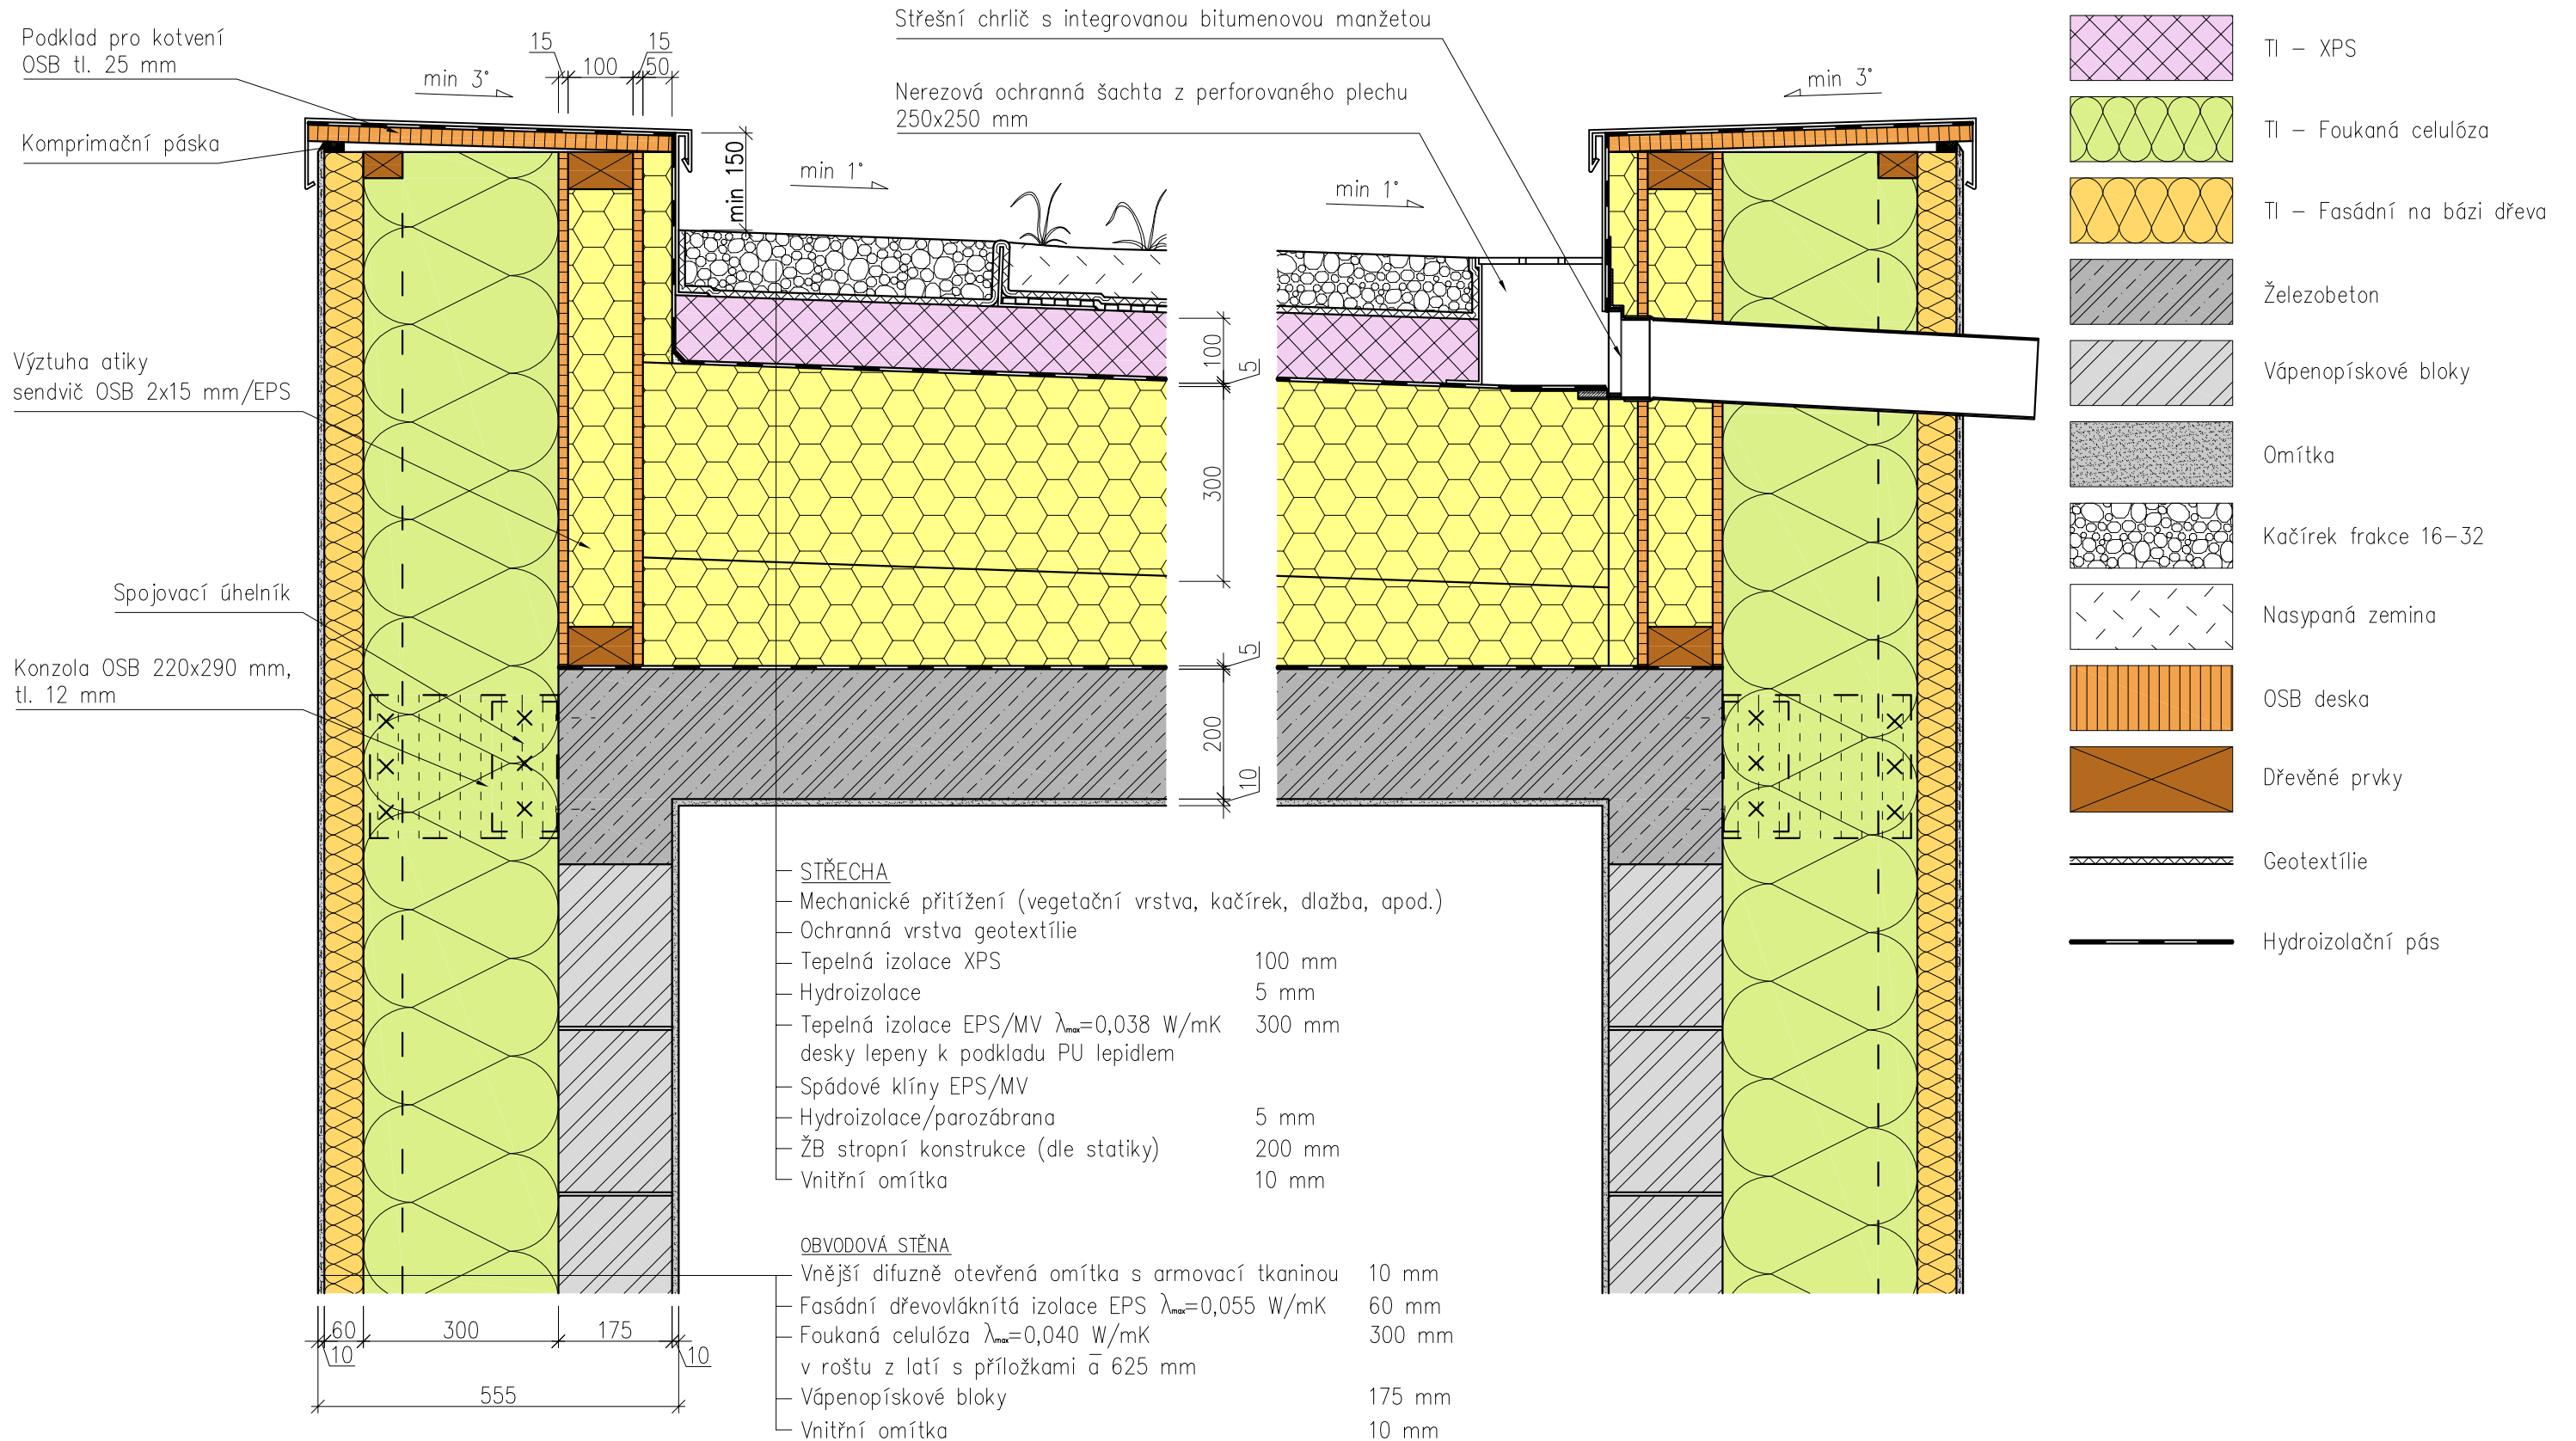 Podklad pro kotvení
OSB tl. 25 mm
Komprimační páska
Výztuha atiky
sendvič OSB 2x15 mm/EPS
Spojovací úhelník
Konzola OSB 220x290 mm,
tl. 12 mm
min 3°
15
100
15
50
min 150
min 1°
Střešní chrlič s integrovanou bitumenovou manžetou
Nerezová ochranná šachta z perforovaného plechu
250x250 mm
min 1°
min 3°
100
5
300
5
200
10
STŘECHA
Mechanické přitížení (vegetační vrstva, kačírek, dlažba, apod.)
Ochranná vrstva geotextílie
Tepelná izolace XPS 100 mm
Hydroizolace 5 mm
Tepelná izolace EPS/MV λmax=0,038 W/mK 300 mm
desky lepeny k podkladu PU lepidlem
Spádové klíny EPS/MV
Hydroizolace/parozábrana 5 mm
ŽB stropní konstrukce (dle statiky) 200 mm
Vnitřní omítka 10 mm
OBVODOVÁ STĚNA
Vnější difuzně otevřená omítka s armovací tkaninou 10 mm
Fasádní dřevovláknítá izolace EPS λmax=0,055 W/mK 60 mm
Foukaná celulóza λmax=0,040 W/mK 300 mm
v roštu z latí s příložkami ā 625 mm
Vápenopískové bloky 175 mm
Vnitřní omítka 10 mm
60
300
175
10
10
555
TI – XPS
TI – Foukaná celulóza
TI – Fasádní na bázi dřeva
Železobeton
Vápenopískové bloky
Omítka
Kačírek frakce 16–32
Nasypaná zemina
OSB deska
Dřevěné prvky
Geotextílie
Hydroizolační pás